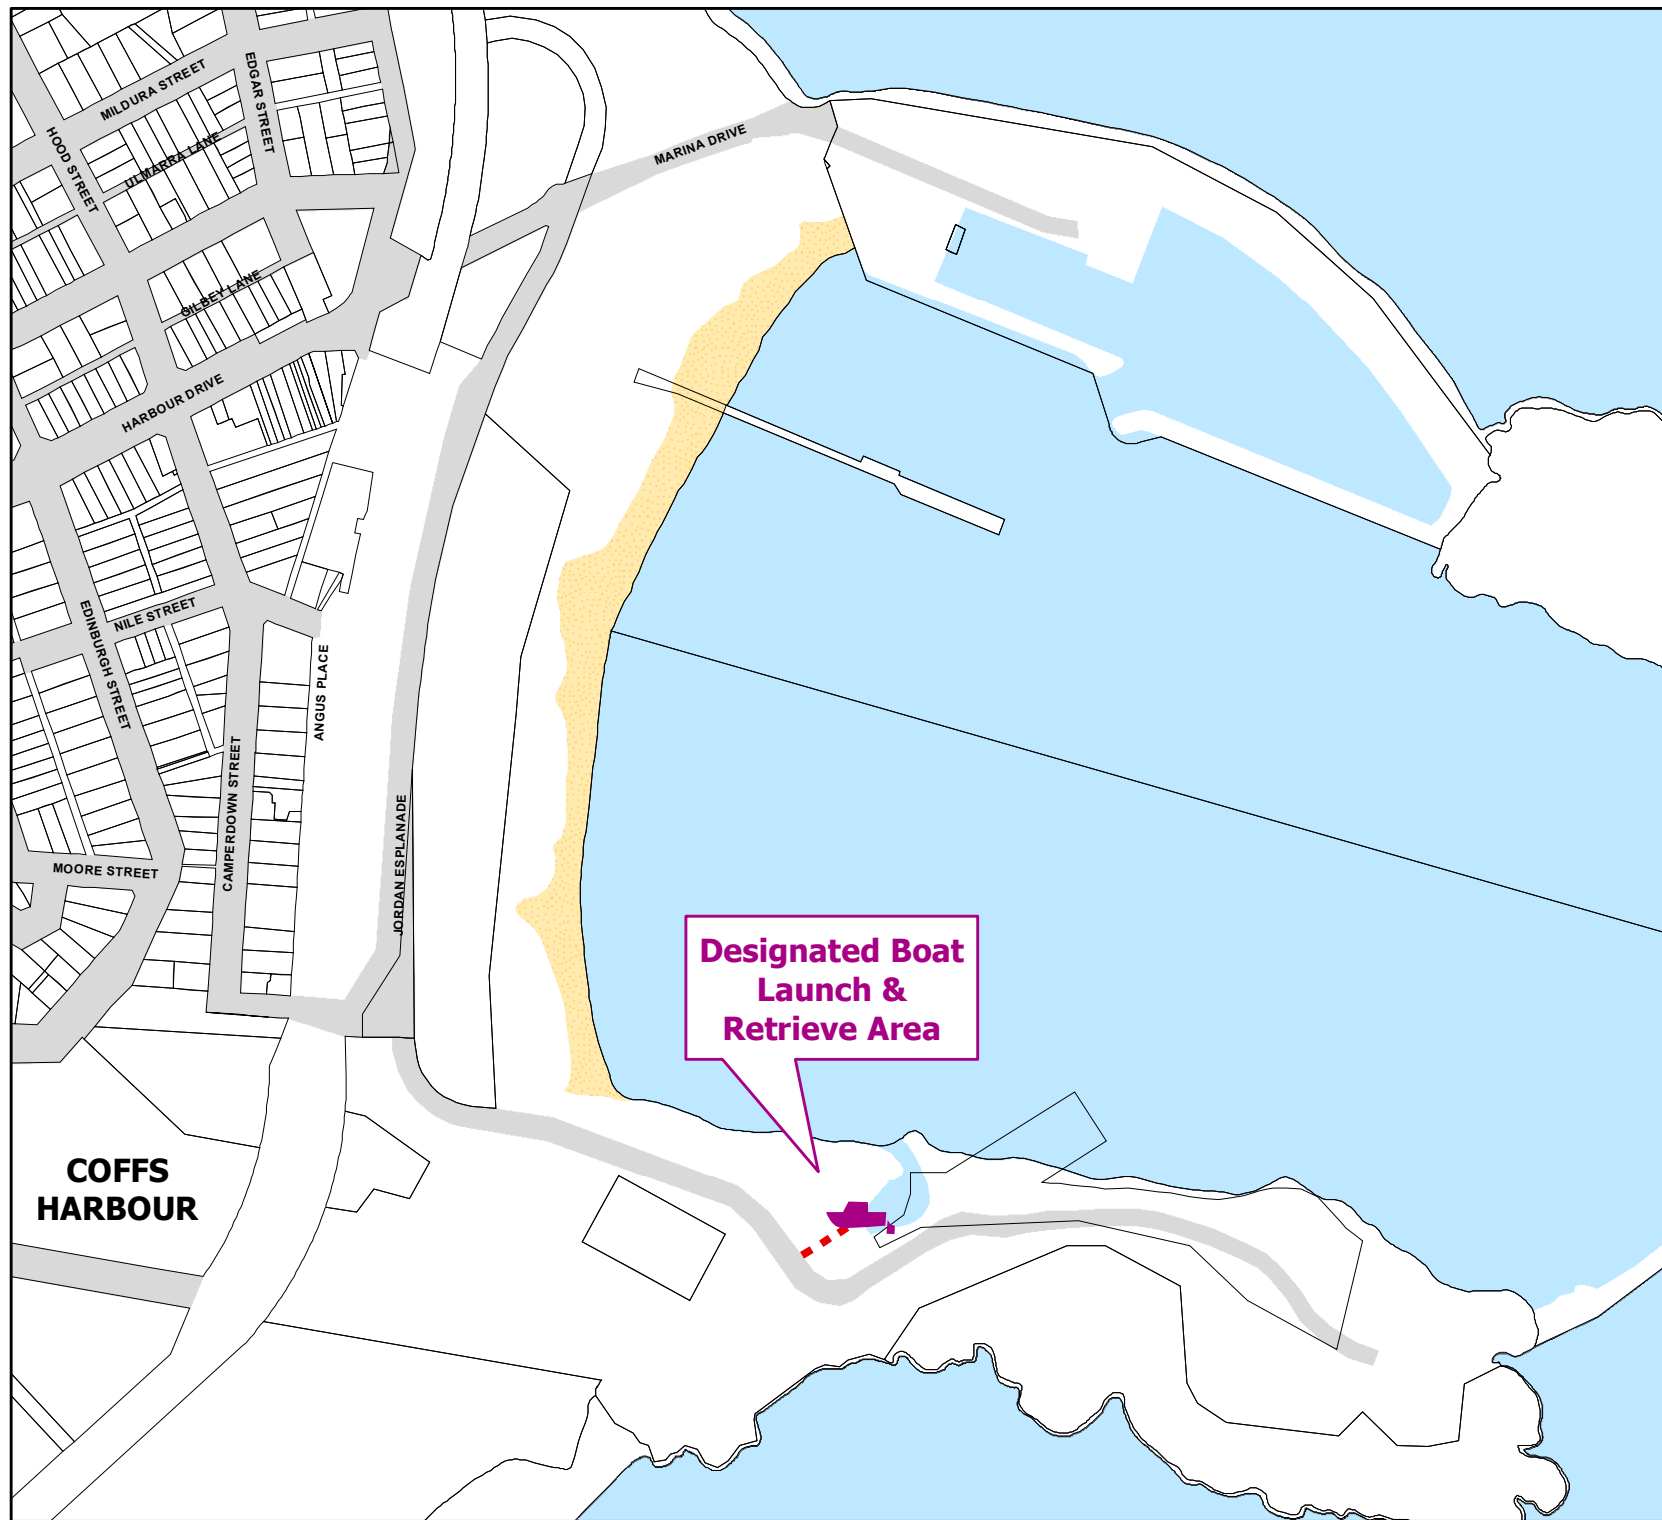 MILDURA STREET
EDGAR STREET
HOOD STREET
ULMARRA LANE
MARINA DRIVE
GILBEY LANE
HARBOUR DRIVE
EDINBURGH STREET
NILE STREET
ANGUS PLACE
CAMPERDOWN STREET
JORDAN ESPLANADE
MOORE STREET
Designated Boat
Launch &
Retrieve Area
COFFS
HARBOUR